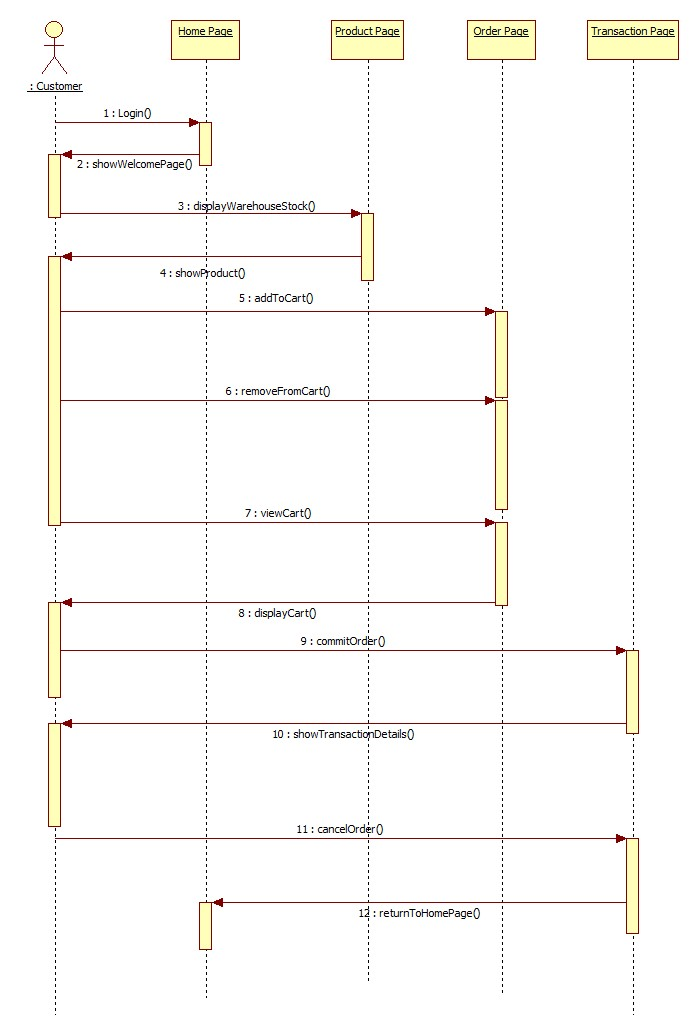 Home Page
Product Page
Order Page
Transaction Page
: Customer
1 : Login()
2 : showWelcomePage()
3 : displayWarehouseStock()
4 : showProduct()
5 : addToCart()
6 : removeFromCart()
7 : viewCart()
8 : displayCart()
9 : commitOrder()
10 : showTransactionDetails()
11 : cancelOrder()
12 : returnToHomePage()